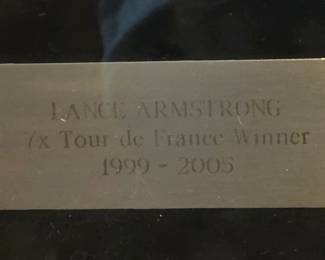 LANCE ARMSTRONG
7x Tour de France Winner
1999 - 2005